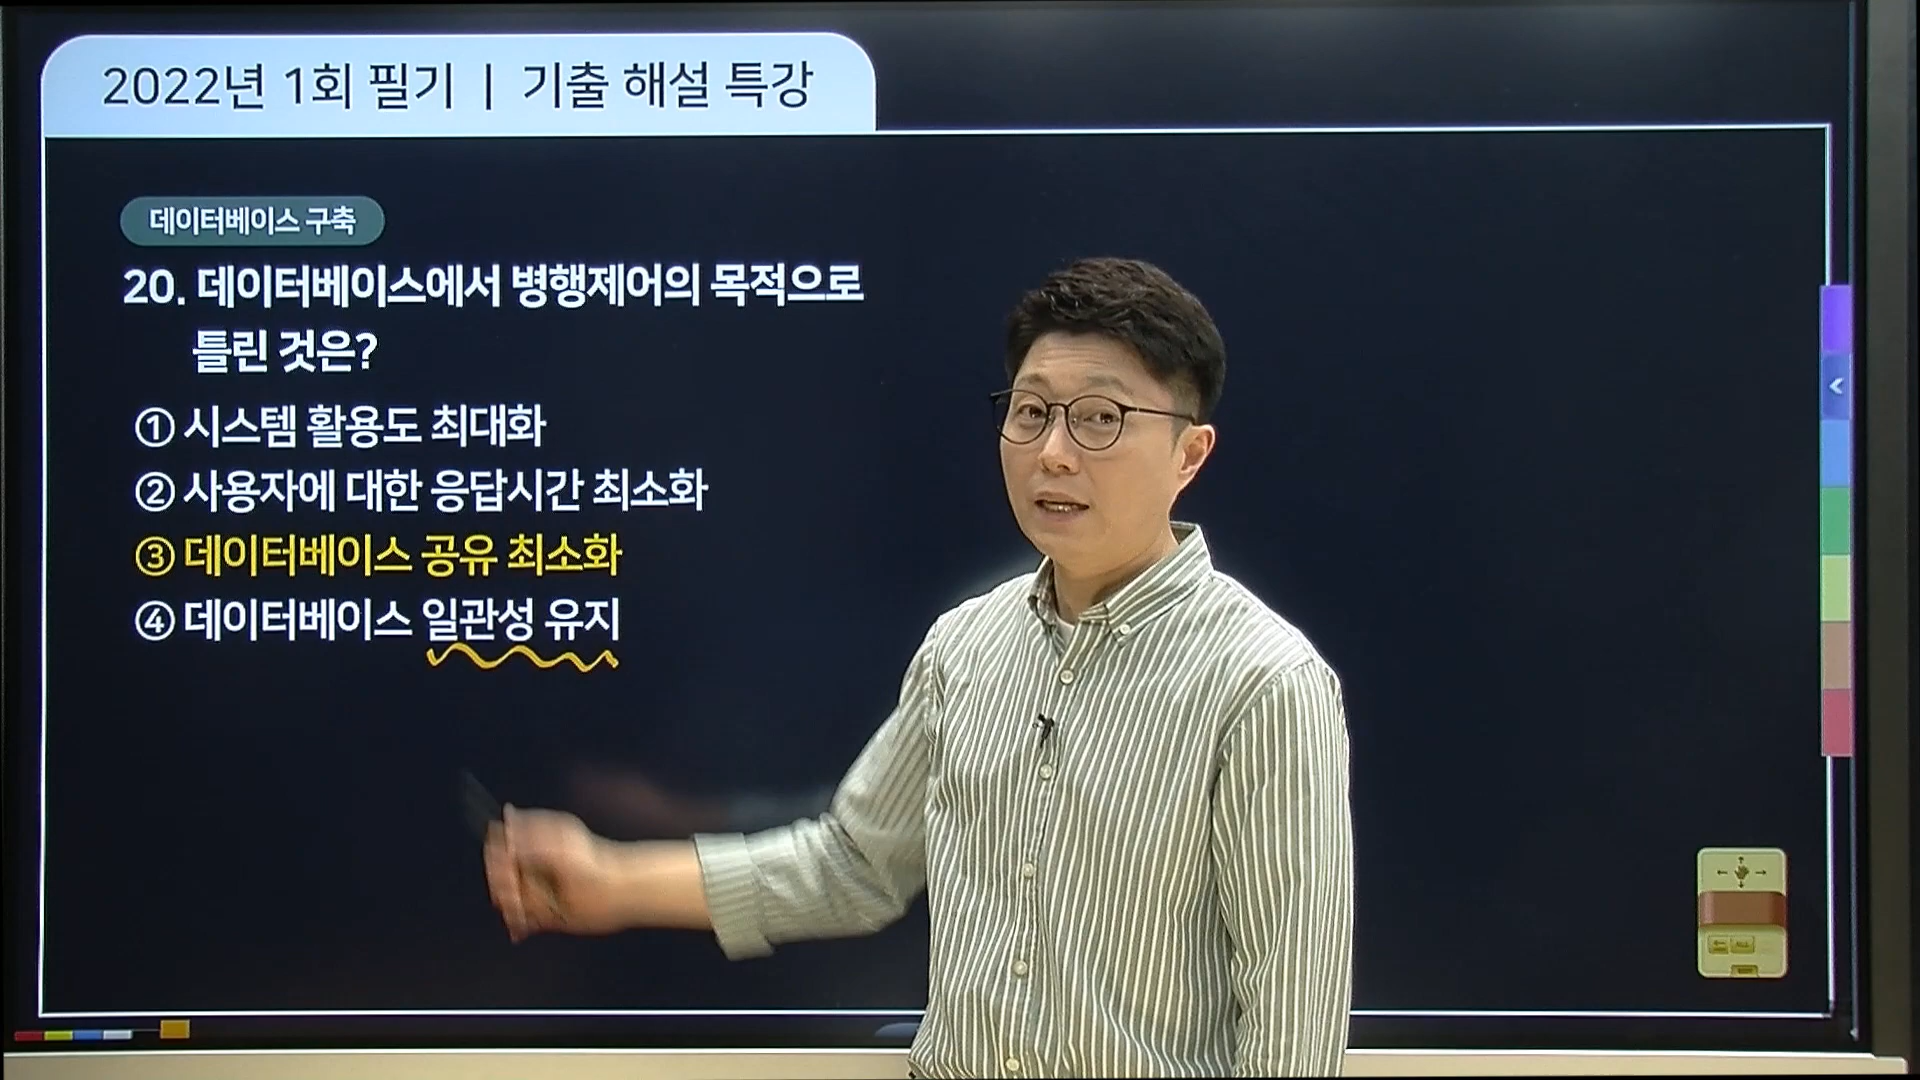 2022년 1회 필기 | 기출 해설 특강
데이터베이스 구축
20. 데이터베이스에서 병행제어의 목적으로
틀린 것은?
① 시스템 활용도 최대화
② 사용자에 대한 응답시간 최소화
③ 데이터베이스 공유 최소화
④ 데이터베이스 일관성 유지